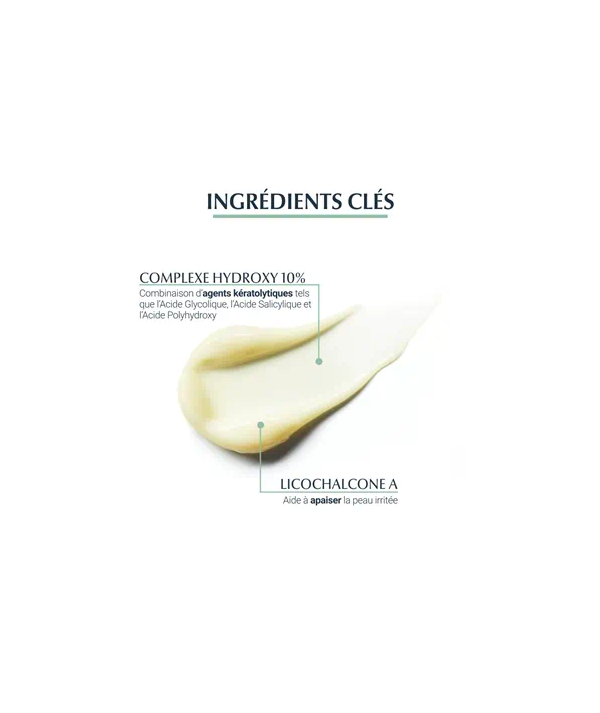 INGRÉDIENTS CLÉS
COMPLEXE HYDROXY 10%
Combinaison d'agents kératolytiques tels
que l'Acide Glycolique, l'Acide Salicylique et
l'Acide Polyhydroxy
LICOCHALCONE A
Aide à apaiser la peau irritée